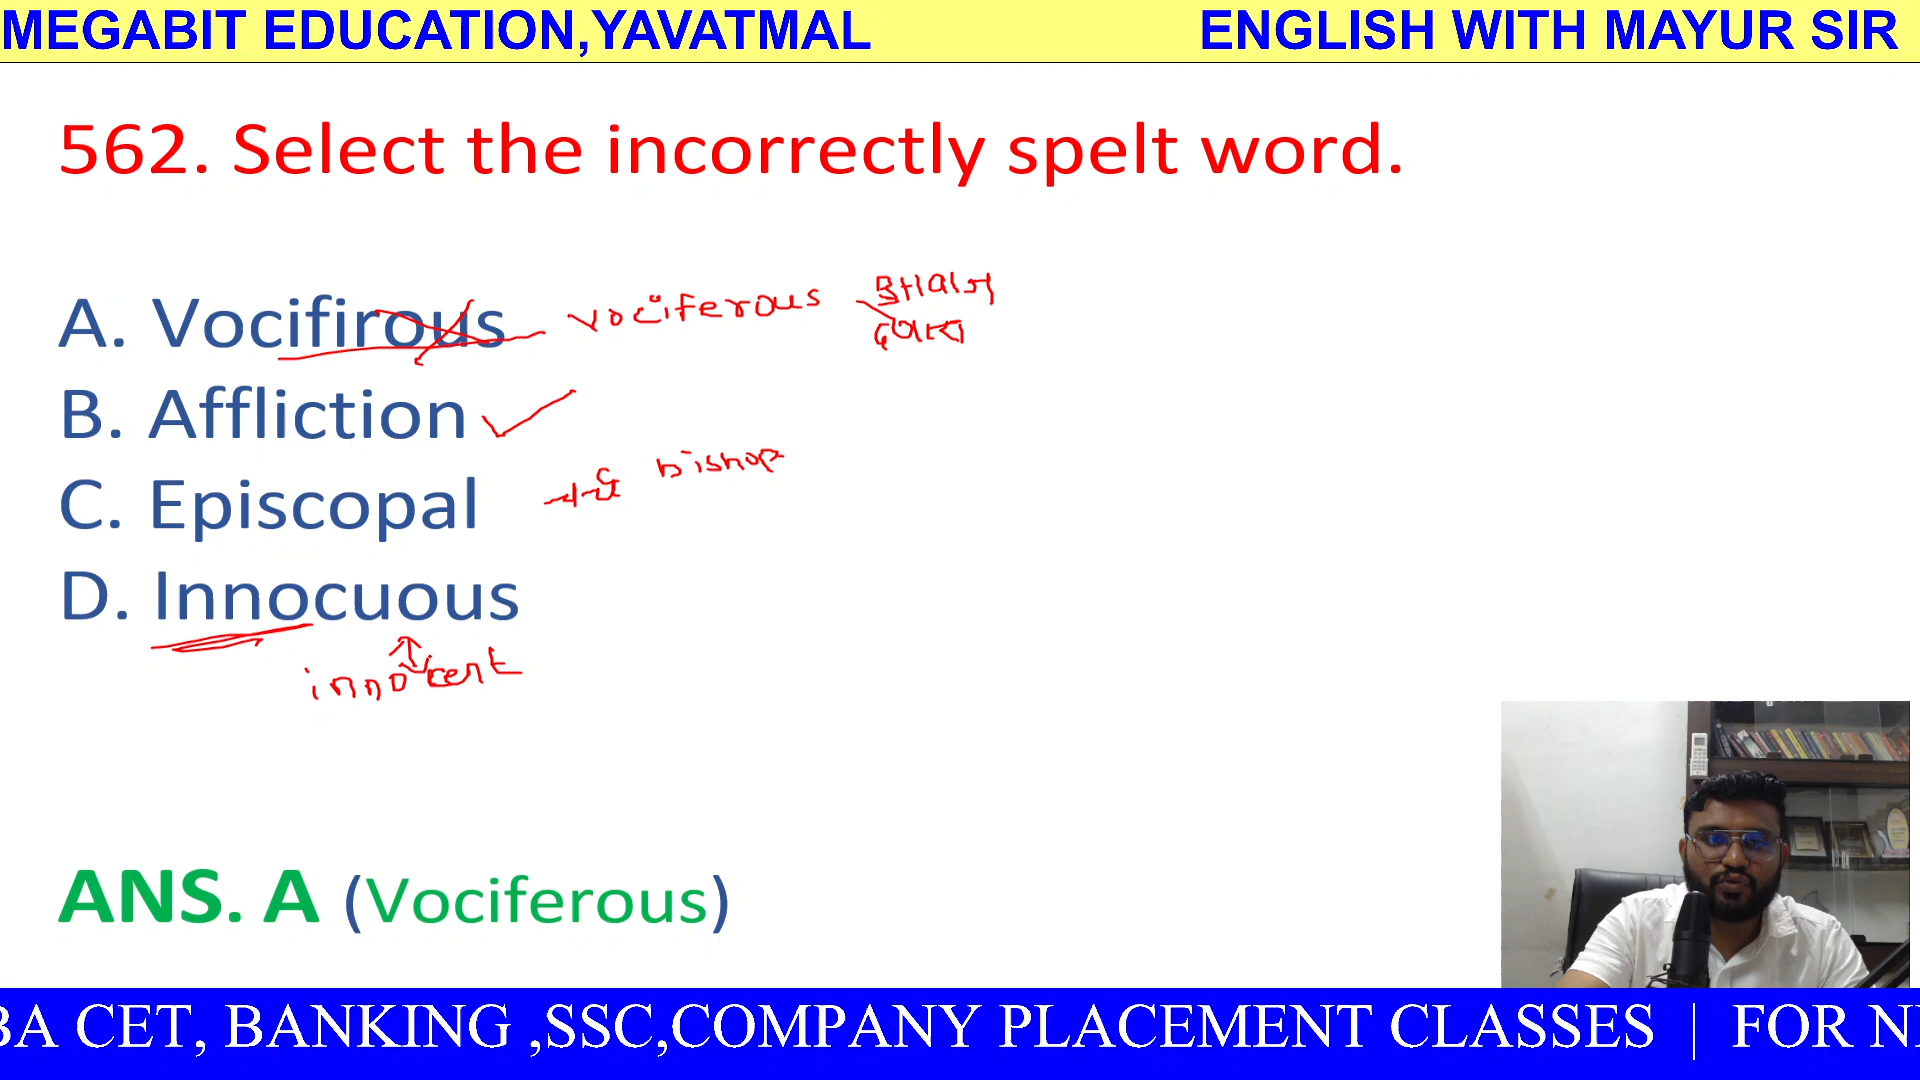 MEGABIT EDUCATION,YAVATMAL ENGLISH WITH MAYUR SIR
562. Select the incorrectly spelt word.
A. Vocifirous vociferous
B. Affliction
C. Episcopal चर्च bishop
D. Innocuous
innocent
ANS. A (Vociferous)
BA CET, BANKING ,SSC,COMPANY PLACEMENT CLASSES | FOR